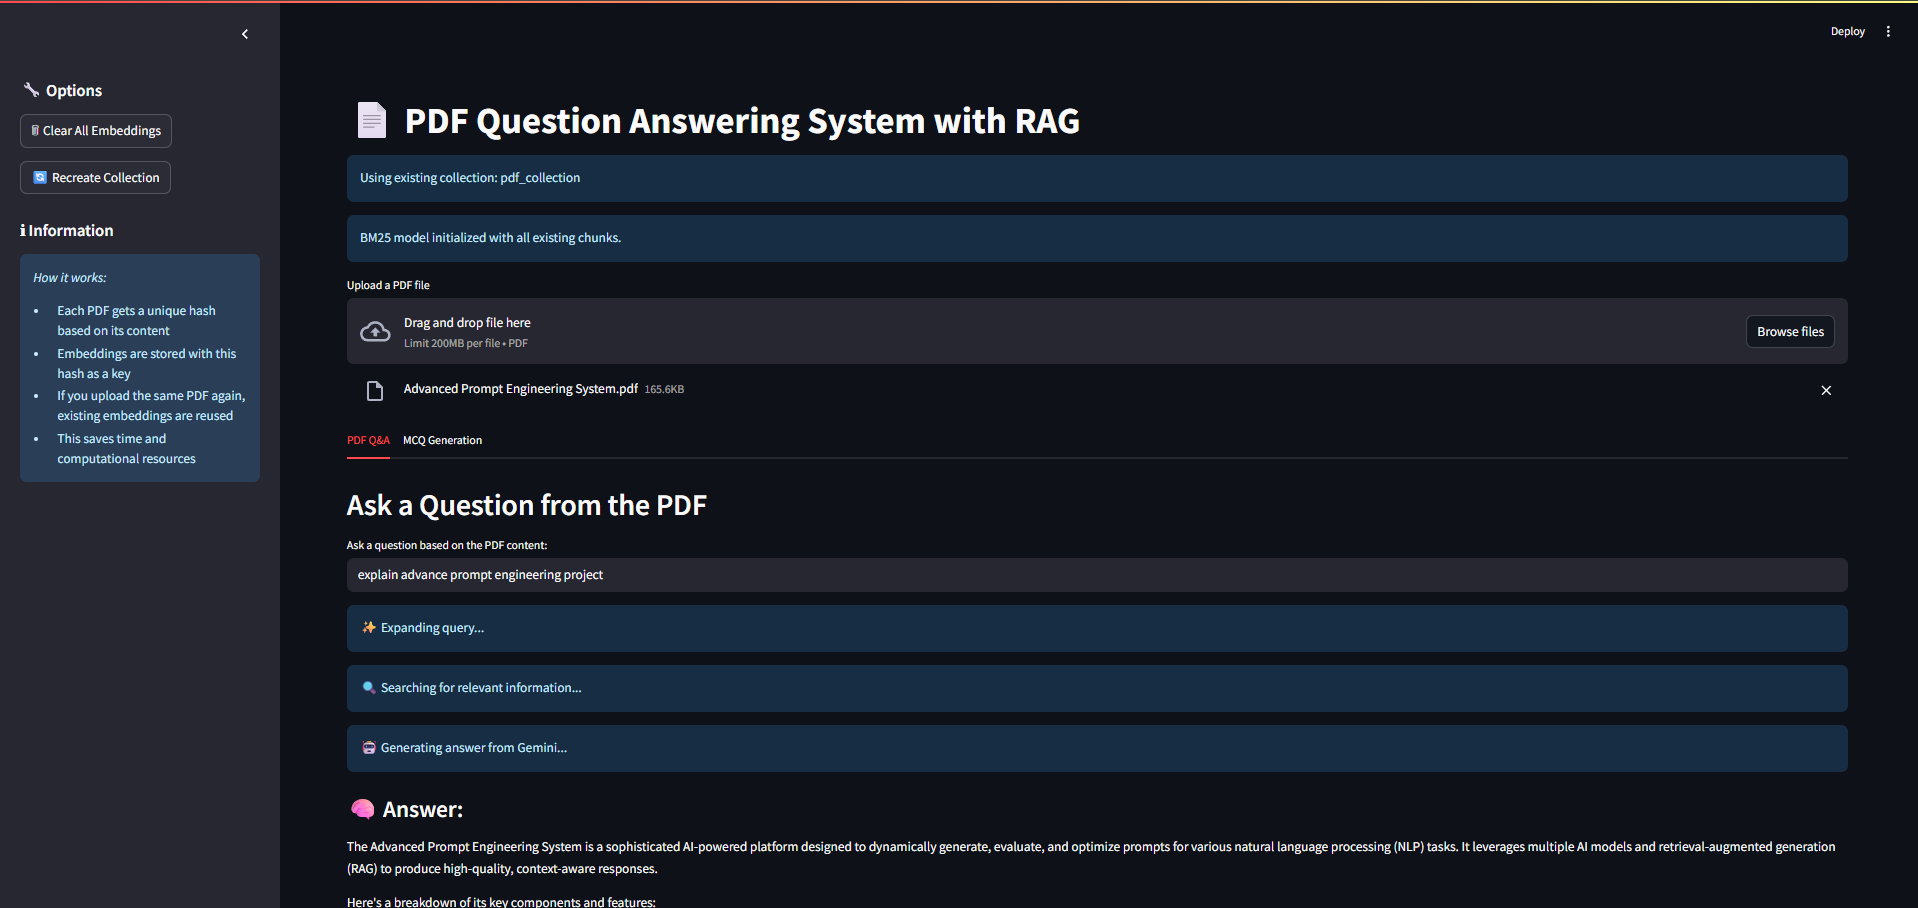 Deploy
Options
Clear All Embeddings
Recreate Collection
Information
How it works:
• Each PDF gets a unique hash
based on its content
• Embeddings are stored with this
hash as a key
• If you upload the same PDF again,
existing embeddings are reused
• This saves time and
computational resources
PDF Question Answering System with RAG
Using existing collection: pdf_collection
BM25 model initialized with all existing chunks.
Upload a PDF file
Drag and drop file here
Limit 200MB per file • PDF
Browse files
Advanced Prompt Engineering System.pdf 165.6KB
PDF Q&A MCQ Generation
Ask a Question from the PDF
Ask a question based on the PDF content:
explain advance prompt engineering project
Expanding query...
Searching for relevant information...
Generating answer from Gemini...
Answer:
The Advanced Prompt Engineering System is a sophisticated AI-powered platform designed to dynamically generate, evaluate, and optimize prompts for various natural language processing (NLP) tasks. It leverages multiple AI models and retrieval-augmented generation
(RAG) to produce high-quality, context-aware responses.
Here's a breakdown of its key components and features: